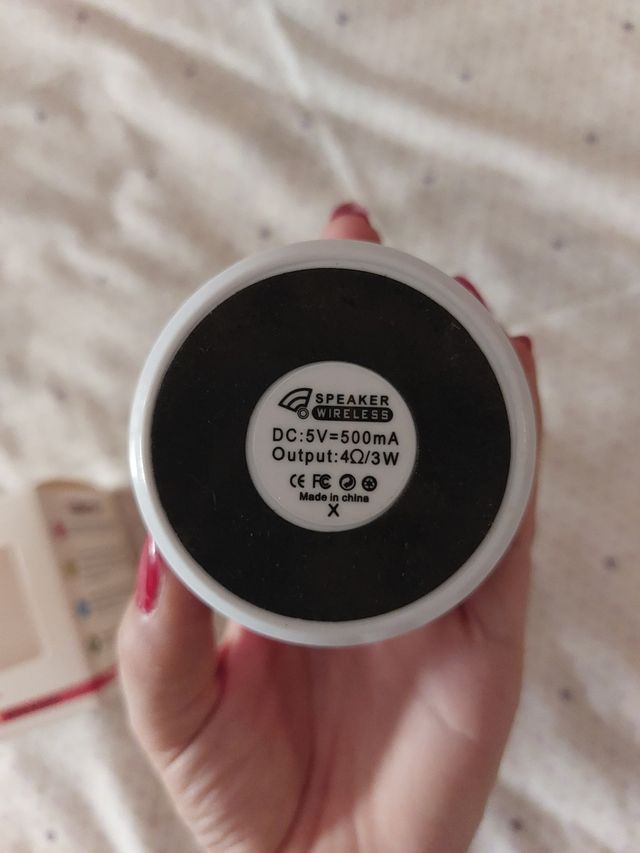 SPEAKER
WIRELESS
DC:5V=500mA
Output:4Ω/3W
CE FC
Made in china
X